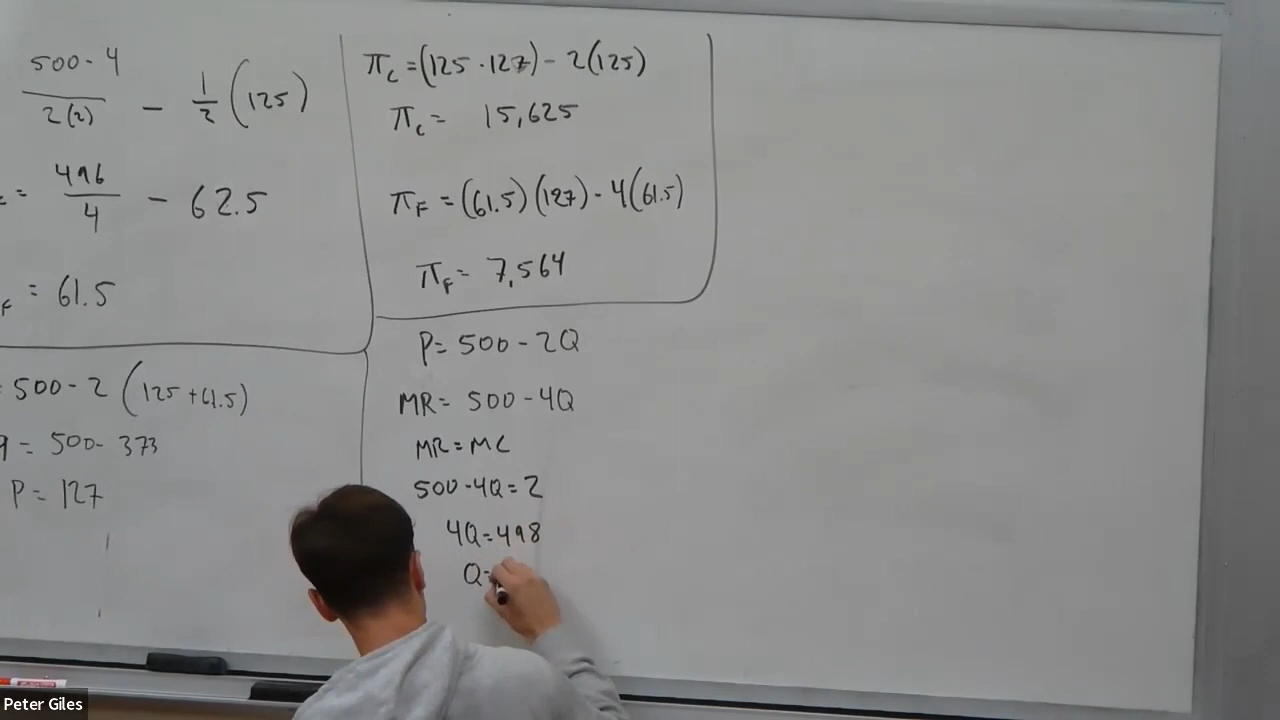 500-4
2(2) - 1/2 (125)
= 496/4 - 62.5
F = 61.5
500-2 (125+61.5)
= 500-373
P= 127
πc =(125·127)-2(125)
πc= 15,625
πF =(61.5)(127)-4(61.5)
πF= 7,564
P= 500-2Q
MR= 500-4Q
MR=MC
500-4Q=2
4Q=498
Q=
Peter Giles